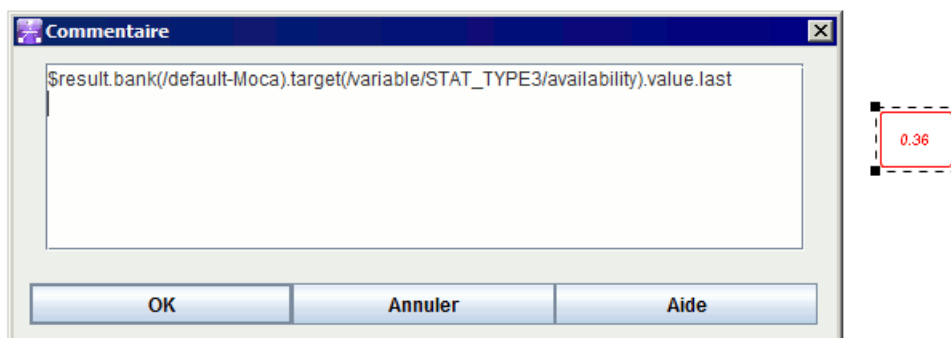 Commentaire
$result.bank(/default-Moca).target(/variable/STAT_TYPE3/availability).value.last
0.36
OK
Annuler
Aide